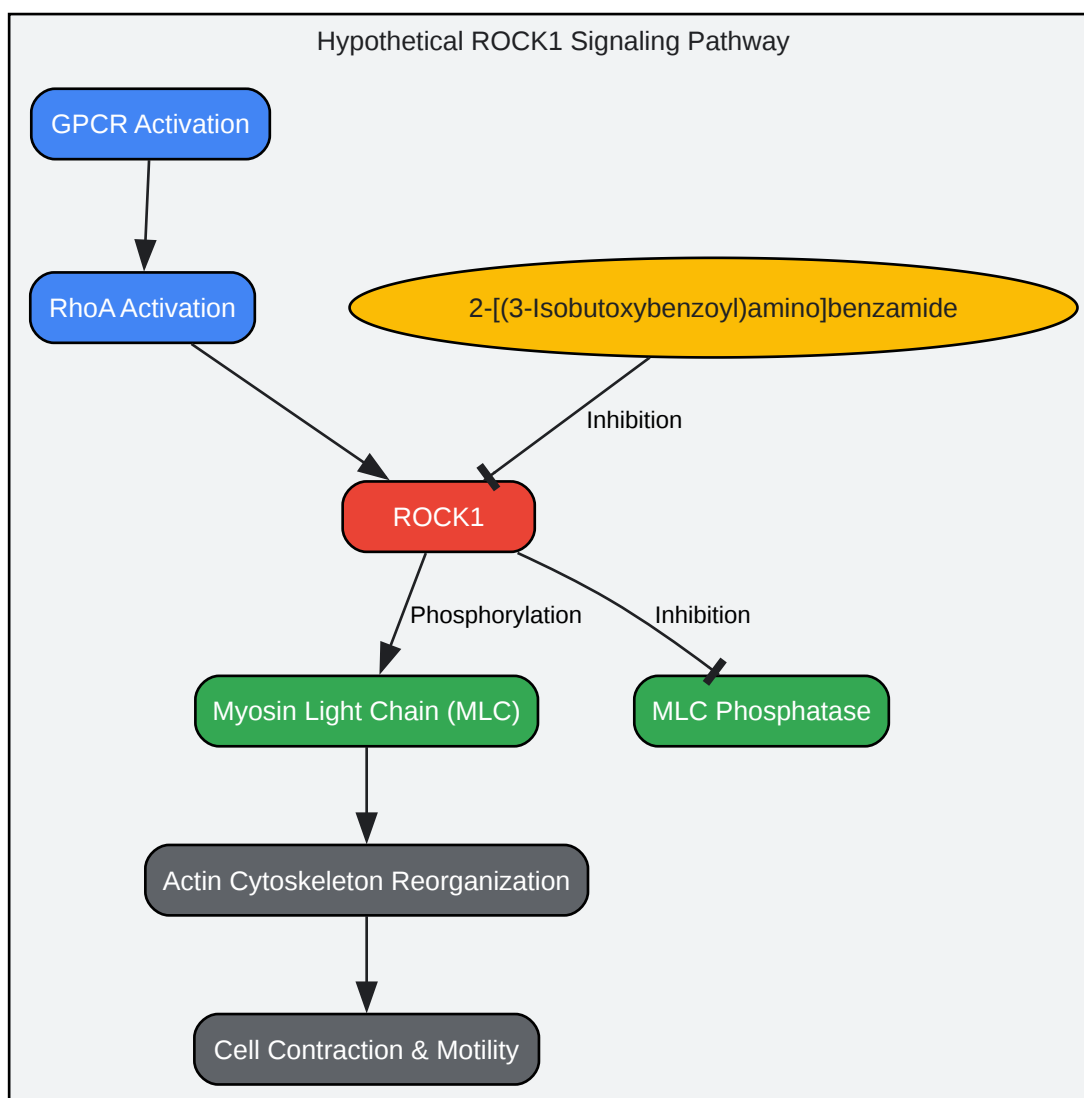 Hypothetical ROCK1 Signaling Pathway
GPCR Activation
RhoA Activation
2-[(3-Isobutoxybenzoyl)amino]benzamide
Inhibition
ROCK1
Phosphorylation
Inhibition
Myosin Light Chain (MLC)
MLC Phosphatase
Actin Cytoskeleton Reorganization
Cell Contraction & Motility